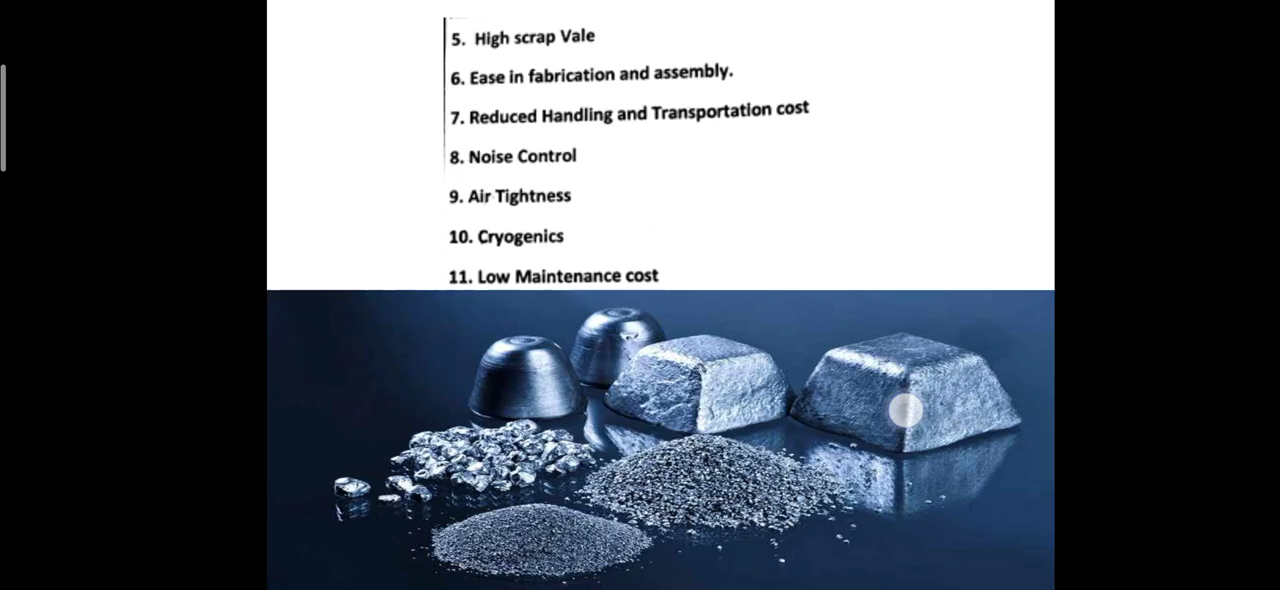 5. High scrap Vale
6. Ease in fabrication and assembly.
7. Reduced Handling and Transportation cost
8. Noise Control
9. Air Tightness
10. Cryogenics
11. Low Maintenance cost